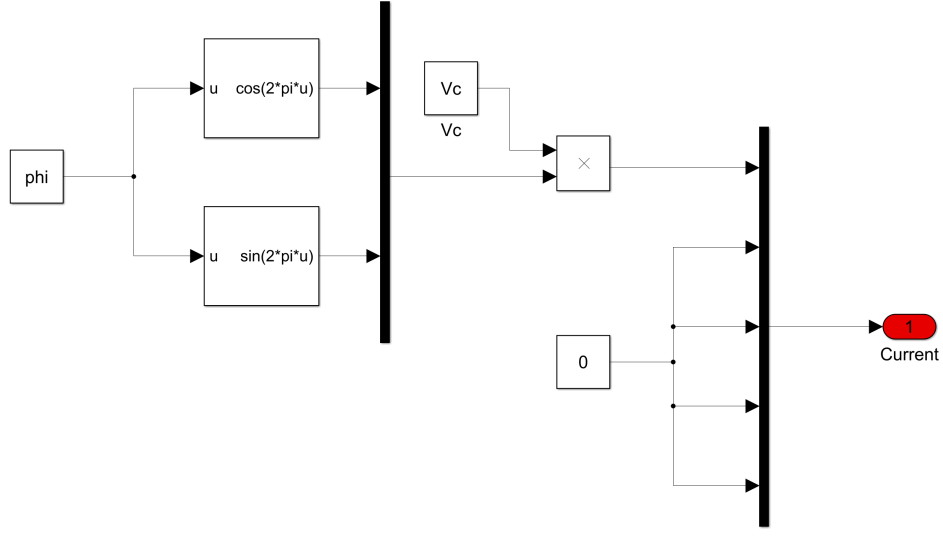 phi
u cos(2*pi*u)
u sin(2*pi*u)
Vc
Vc
×
0
1
Current